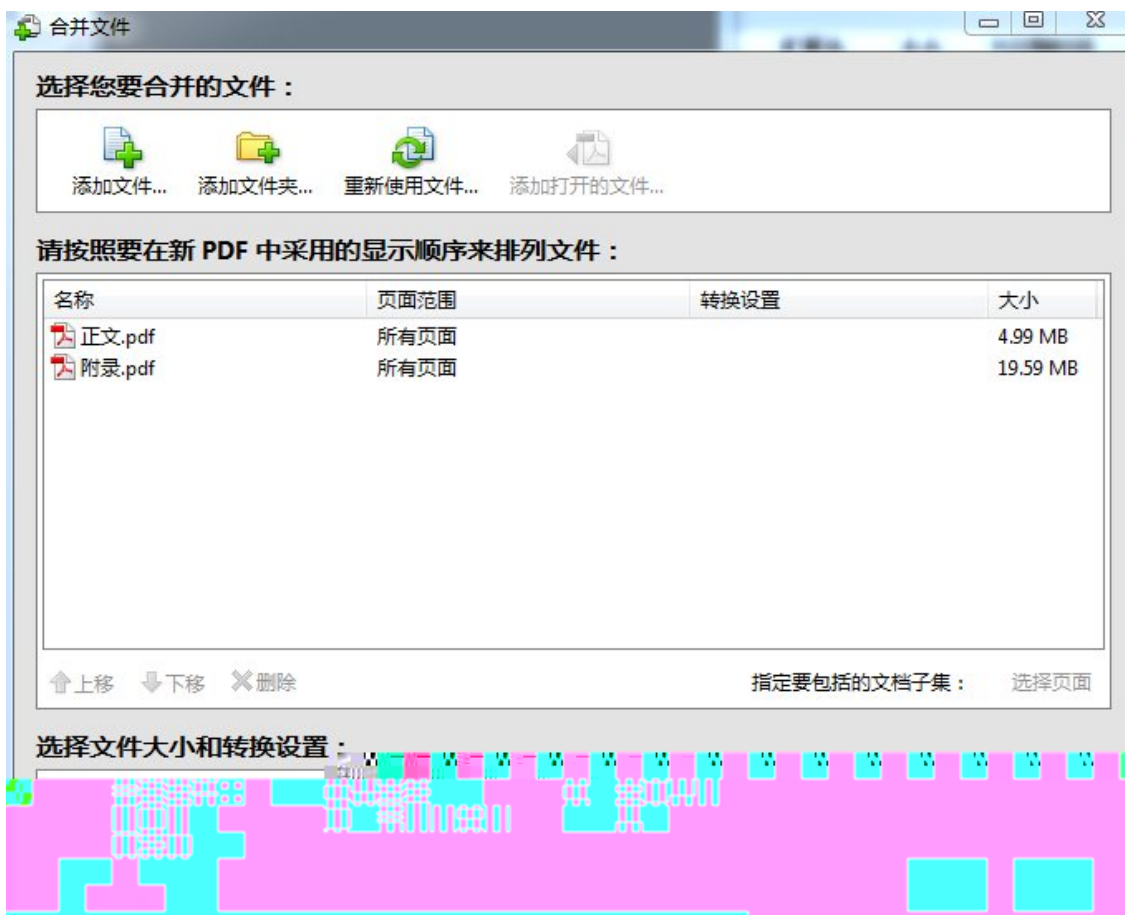 合并文件
选择您要合并的文件：
添加文件... 添加文件夹... 重新使用文件... 添加打开的文件...
请按照要在新 PDF 中采用的显示顺序来排列文件：
名称 页面范围 转换设置 大小
正文.pdf 所有页面 4.99 MB
附录.pdf 所有页面 19.59 MB
上移 下移 删除 指定要包括的文档子集： 选择页面
选择文件大小和转换设置：